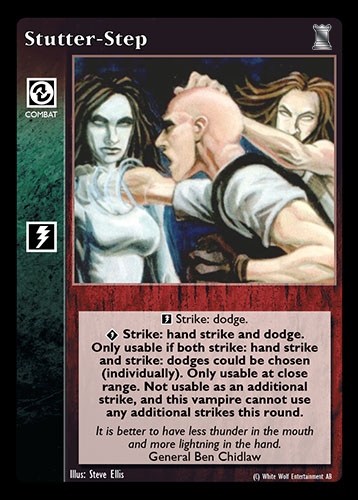 Stutter-Step
COMBAT
Strike: dodge.
Strike: hand strike and dodge.
Only usable if both strike: hand strike
and strike: dodges could be chosen
(individually). Only usable at close
range. Not usable as an additional
strike, and this vampire cannot use
any additional strikes this round.
It is better to have less thunder in the mouth
and more lightning in the hand.
General Ben Chidlaw
Illus: Steve Ellis
(C) White Wolf Entertainment AB